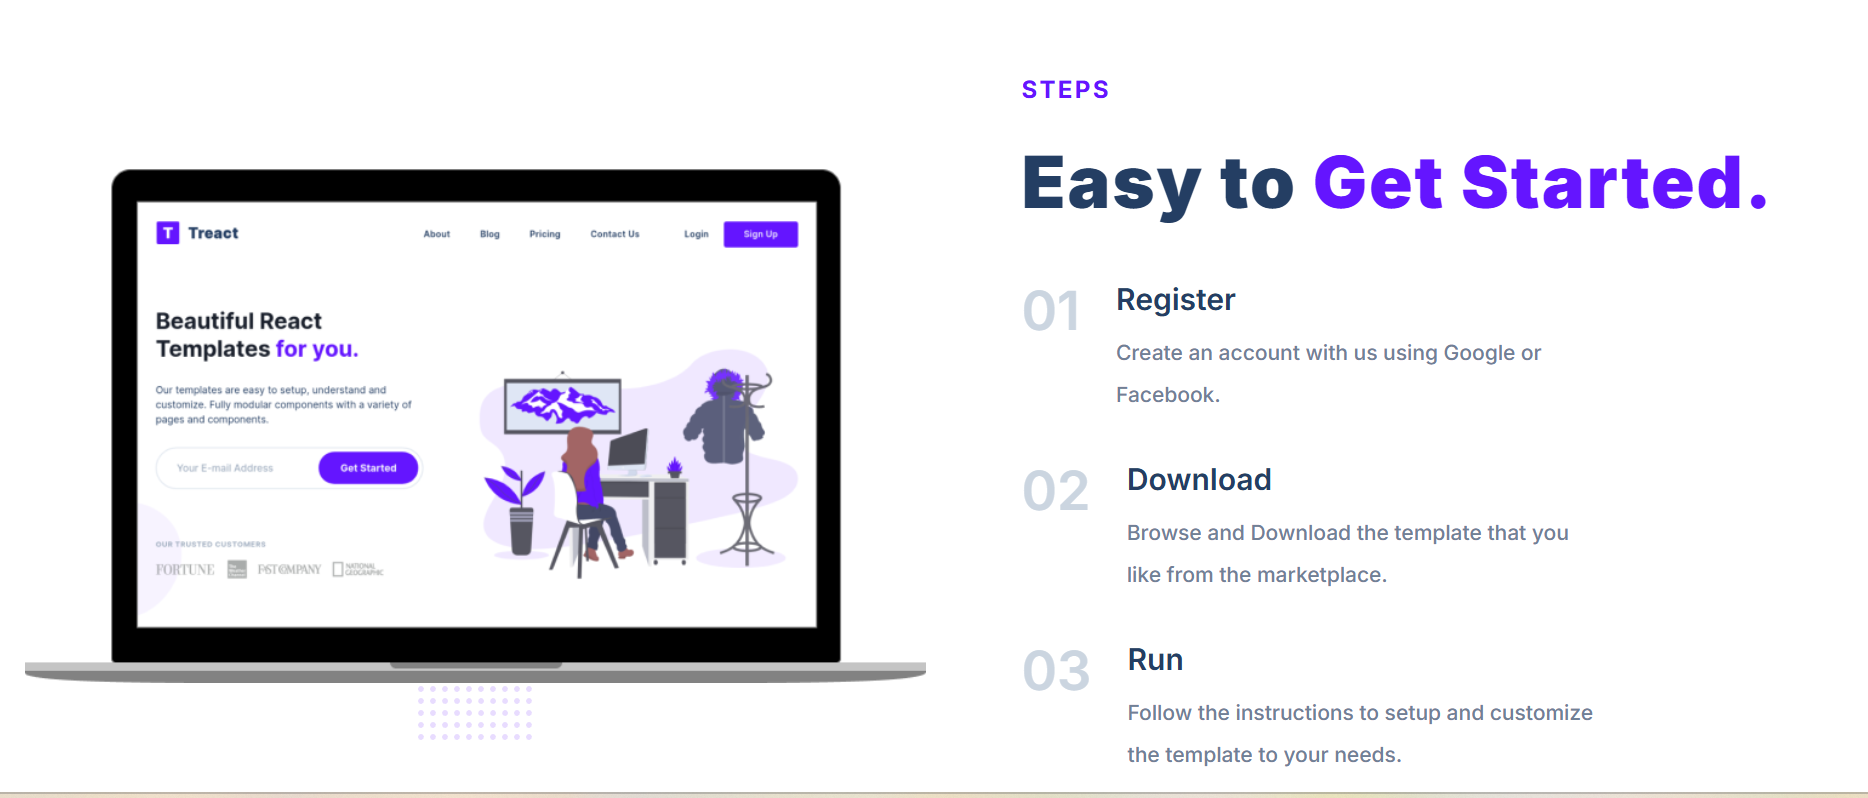 T Treact
About Blog Pricing Contact Us Login Sign Up
Beautiful React
Templates for you.
Our templates are easy to setup, understand and
customize. Fully modular components with a variety of
pages and components.
Your E-mail Address Get Started
OUR TRUSTED CUSTOMERS
FORTUNE FAST COMPANY NATIONAL
GEOGRAPHIC
STEPS
Easy to Get Started.
01 Register
Create an account with us using Google or
Facebook.
02 Download
Browse and Download the template that you
like from the marketplace.
03 Run
Follow the instructions to setup and customize
the template to your needs.